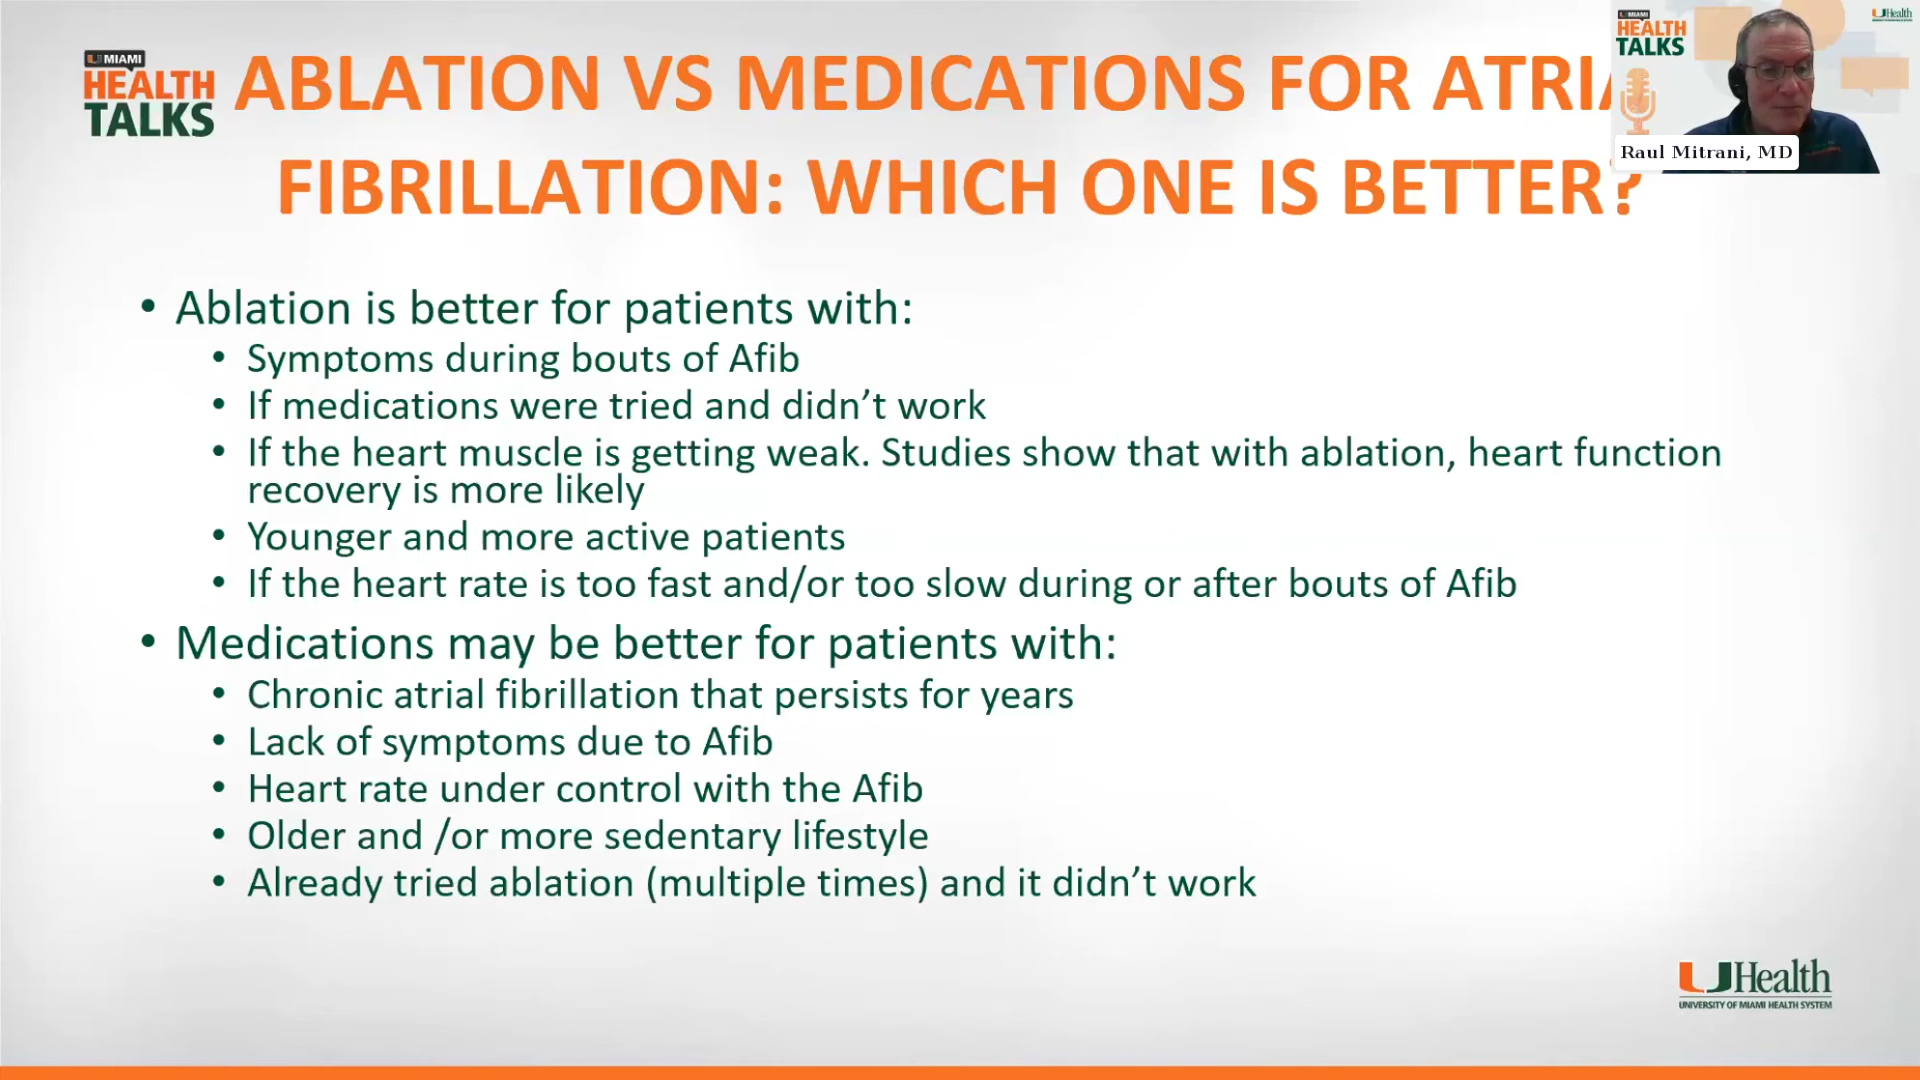 U MIAMI
HEALTH
TALKS
ABLATION VS MEDICATIONS FOR ATRIA
FIBRILLATION: WHICH ONE IS BETTER?
U MIAMI
HEALTH
TALKS
UHealth
Raul Mitrani, MD
• Ablation is better for patients with:
• Symptoms during bouts of Afib
• If medications were tried and didn’t work
• If the heart muscle is getting weak. Studies show that with ablation, heart function
recovery is more likely
• Younger and more active patients
• If the heart rate is too fast and/or too slow during or after bouts of Afib
• Medications may be better for patients with:
• Chronic atrial fibrillation that persists for years
• Lack of symptoms due to Afib
• Heart rate under control with the Afib
• Older and /or more sedentary lifestyle
• Already tried ablation (multiple times) and it didn’t work
UHealth
UNIVERSITY OF MIAMI HEALTH SYSTEM